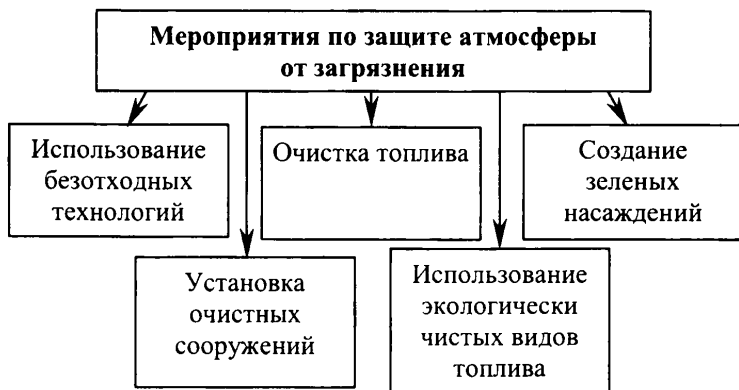 Мероприятия по защите атмосферы
от загрязнения
Использование
безотходных
технологий
Очистка топлива
Создание
зеленых
насаждений
Установка
очистных
сооружений
Использование
экологически
чистых видов
топлива